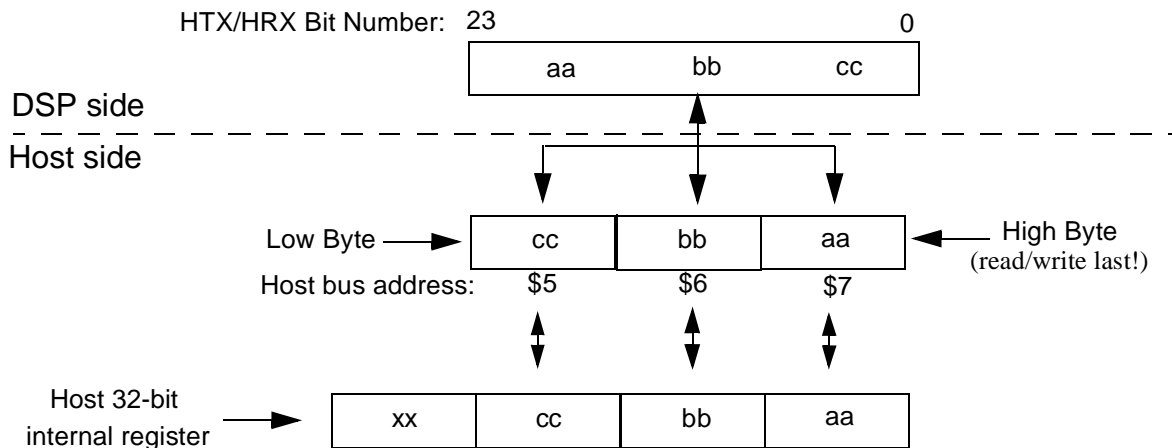 HTX/HRX Bit Number: 23 0
aa bb cc
DSP side
Host side
Low Byte cc bb aa High Byte
(read/write last!)
Host bus address: $5 $6 $7
Host 32-bit
internal register
xx cc bb aa